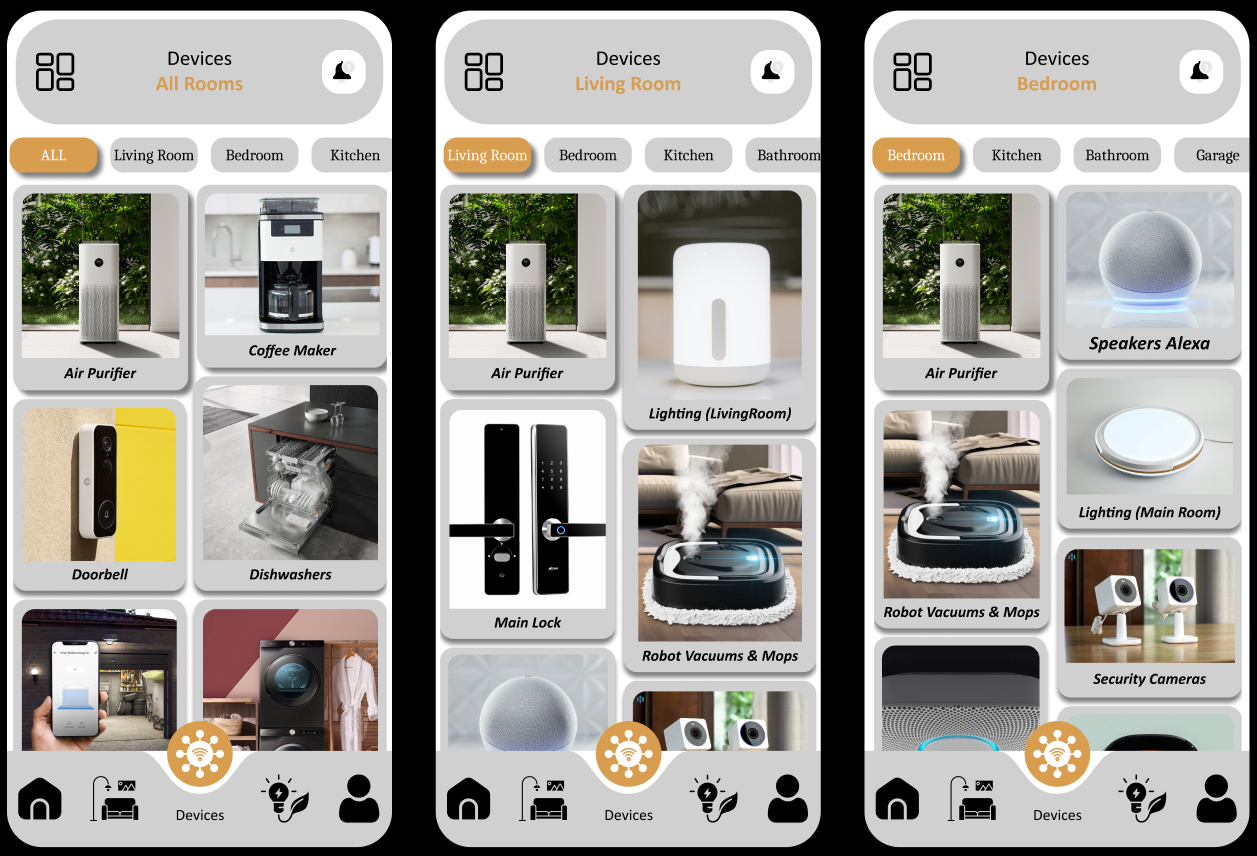 Devices
All Rooms
ALL
Living Room
Bedroom
Kitchen
Air Purifier
Coffee Maker
Doorbell
Dishwashers
Devices
Devices
Living Room
Living Room
Bedroom
Kitchen
Bathroom
Air Purifier
Lighting (LivingRoom)
Main Lock
Robot Vacuums & Mops
Devices
Devices
Bedroom
Bedroom
Kitchen
Bathroom
Garage
Air Purifier
Speakers Alexa
Lighting (Main Room)
Robot Vacuums & Mops
Security Cameras
Devices